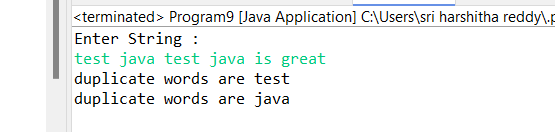 <terminated> Program9 [Java Application] C:\Users\sri harshitha reddy\.p
Enter String :
test java test java is great
duplicate words are test
duplicate words are java